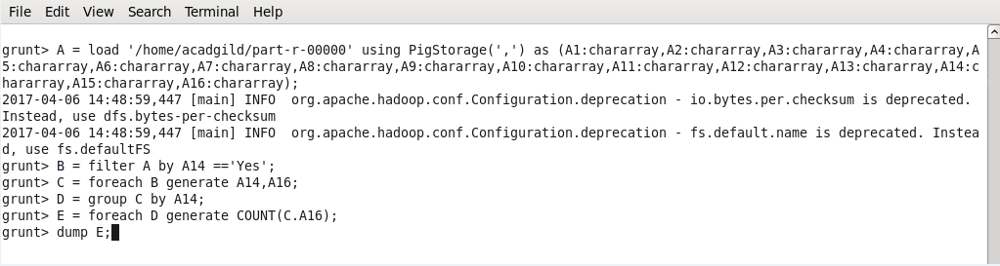 File Edit View Search Terminal Help
grunt> A = load '/home/acadgild/part-r-00000' using PigStorage(',') as (A1:chararray,A2:chararray,A3:chararray,A4:chararray,A
5:chararray,A6:chararray,A7:chararray,A8:chararray,A9:chararray,A10:chararray,A11:chararray,A12:chararray,A13:chararray,A14:c
hararray,A15:chararray,A16:chararray);
2017-04-06 14:48:59,447 [main] INFO  org.apache.hadoop.conf.Configuration.deprecation - io.bytes.per.checksum is deprecated.
Instead, use dfs.bytes-per-checksum
2017-04-06 14:48:59,447 [main] INFO  org.apache.hadoop.conf.Configuration.deprecation - fs.default.name is deprecated. Instea
d, use fs.defaultFS
grunt> B = filter A by A14 =='Yes';
grunt> C = foreach B generate A14,A16;
grunt> D = group C by A14;
grunt> E = foreach D generate COUNT(C.A16);
grunt> dump E;